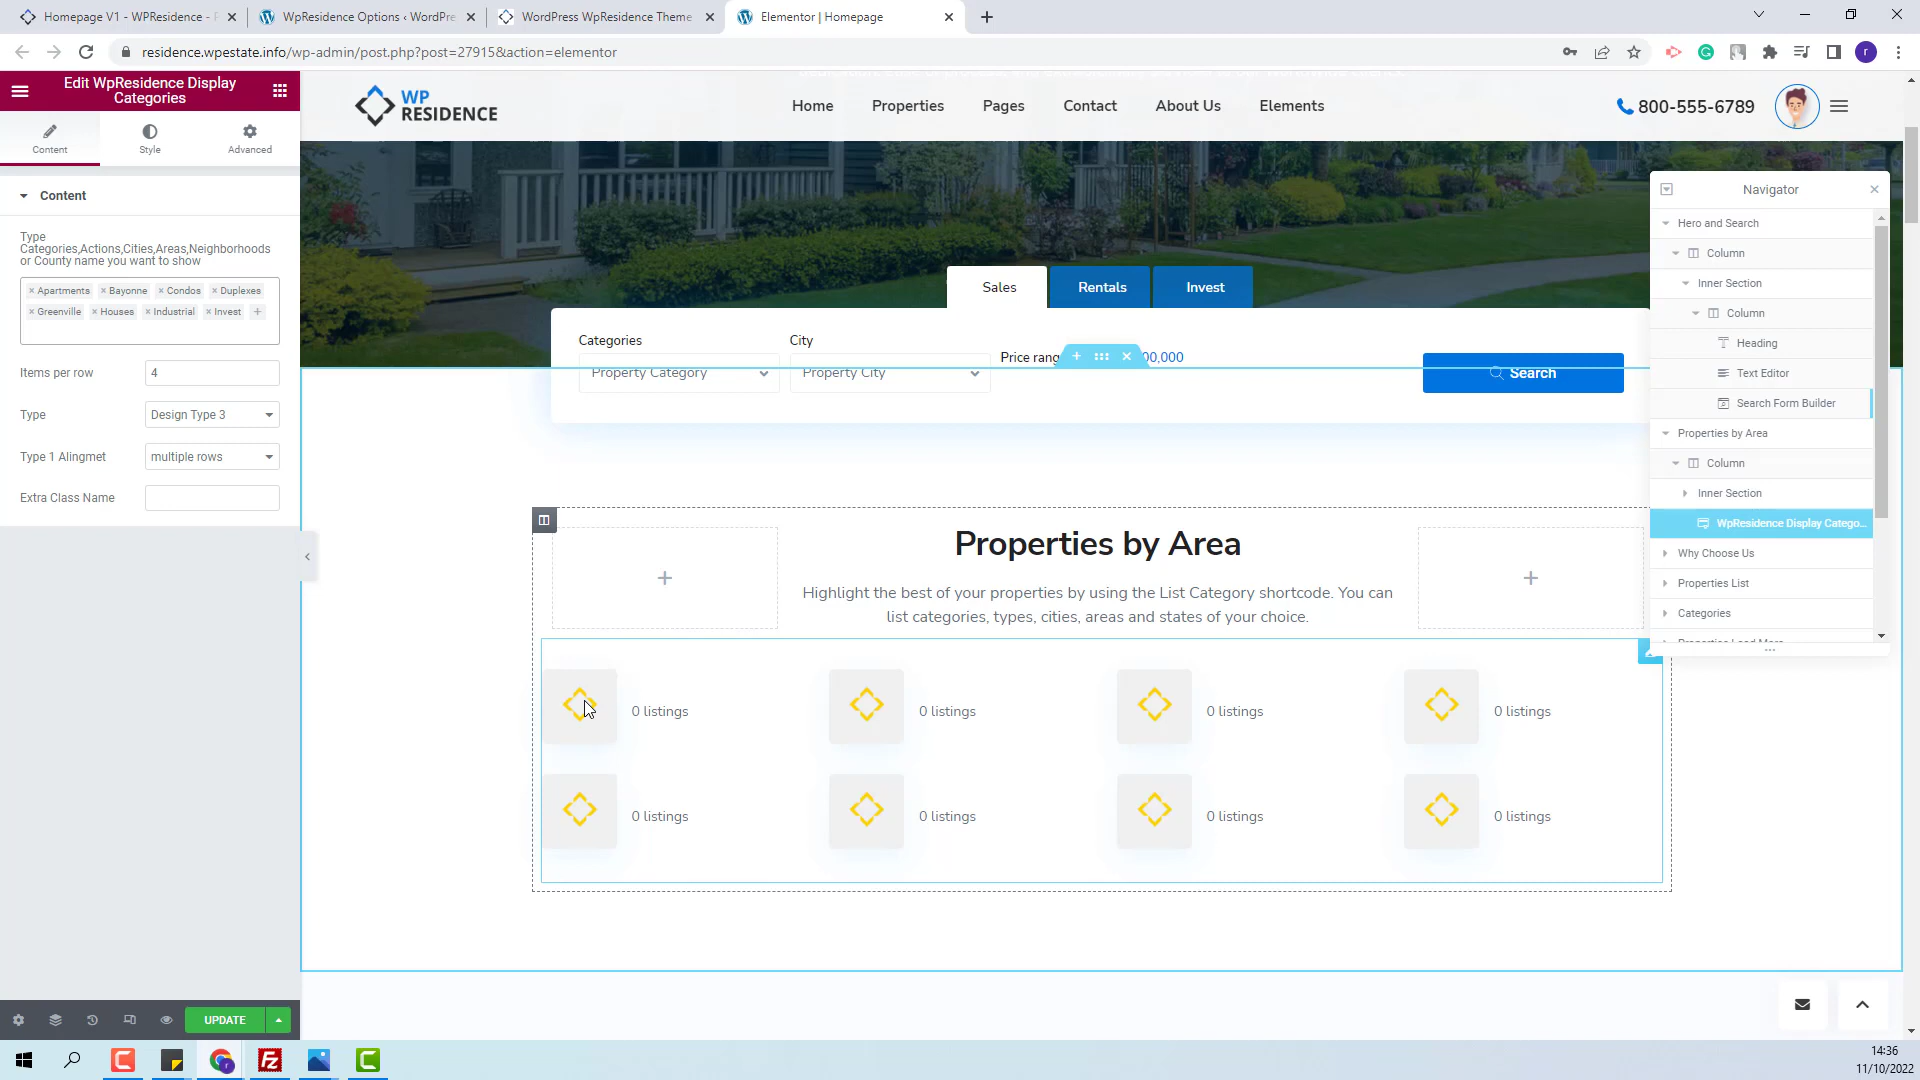 Homepage V1 - WPResidence -
WpResidence Options ‹ WordPre
WordPress WpResidence Theme
Elementor | Homepage
residence.wpestate.info/wp-admin/post.php?post=27915&action=elementor
r
Edit WpResidence Display
Categories
Content
Style
Advanced
Content
Type
Categories,Actions,Cities,Areas,Neighborhoods
or County name you want to show
× Apartments × Bayonne × Condos × Duplexes
× Greenville × Houses × Industrial × Invest +
Items per row
4
Type
Design Type 3
Type 1 Alingmet
multiple rows
Extra Class Name
UPDATE
WP
RESIDENCE
Home
Properties
Pages
Contact
About Us
Elements
800-555-6789
Sales
Rentals
Invest
Categories
City
Price rang
00,000
Property Category
Property City
Search
Properties by Area
Highlight the best of your properties by using the List Category shortcode. You can
list categories, types, cities, areas and states of your choice.
0 listings
0 listings
0 listings
0 listings
0 listings
0 listings
0 listings
0 listings
Navigator
Hero and Search
Column
Inner Section
Column
Heading
Text Editor
Search Form Builder
Properties by Area
Column
Inner Section
WpResidence Display Catego...
Why Choose Us
Properties List
Categories
14:36
11/10/2022